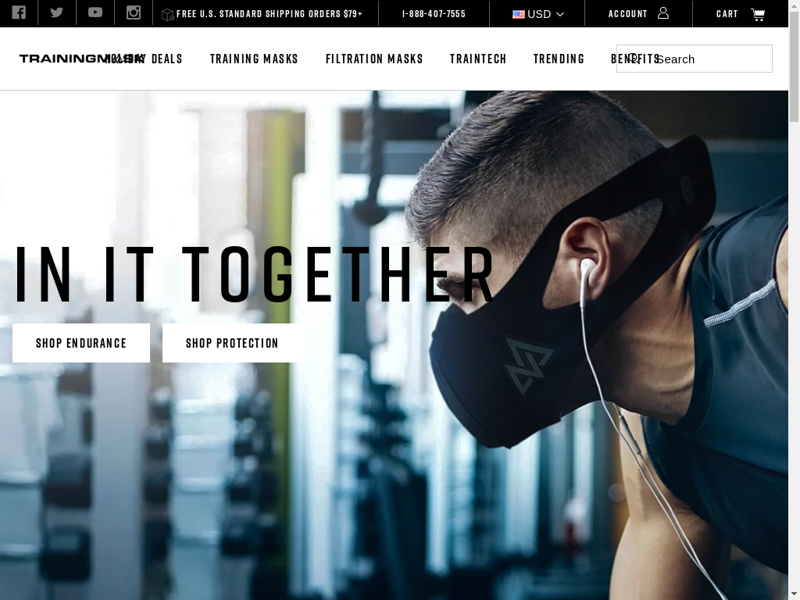 FREE U.S. STANDARD SHIPPING ORDERS $79+
1-888-407-7555
USD
ACCOUNT
CART
TRAININGMASK
HOLIDAY DEALS
TRAINING MASKS
FILTRATION MASKS
TRAINTECH
TRENDING
BENEFITS
Search
IN IT TOGETHER
SHOP ENDURANCE
SHOP PROTECTION